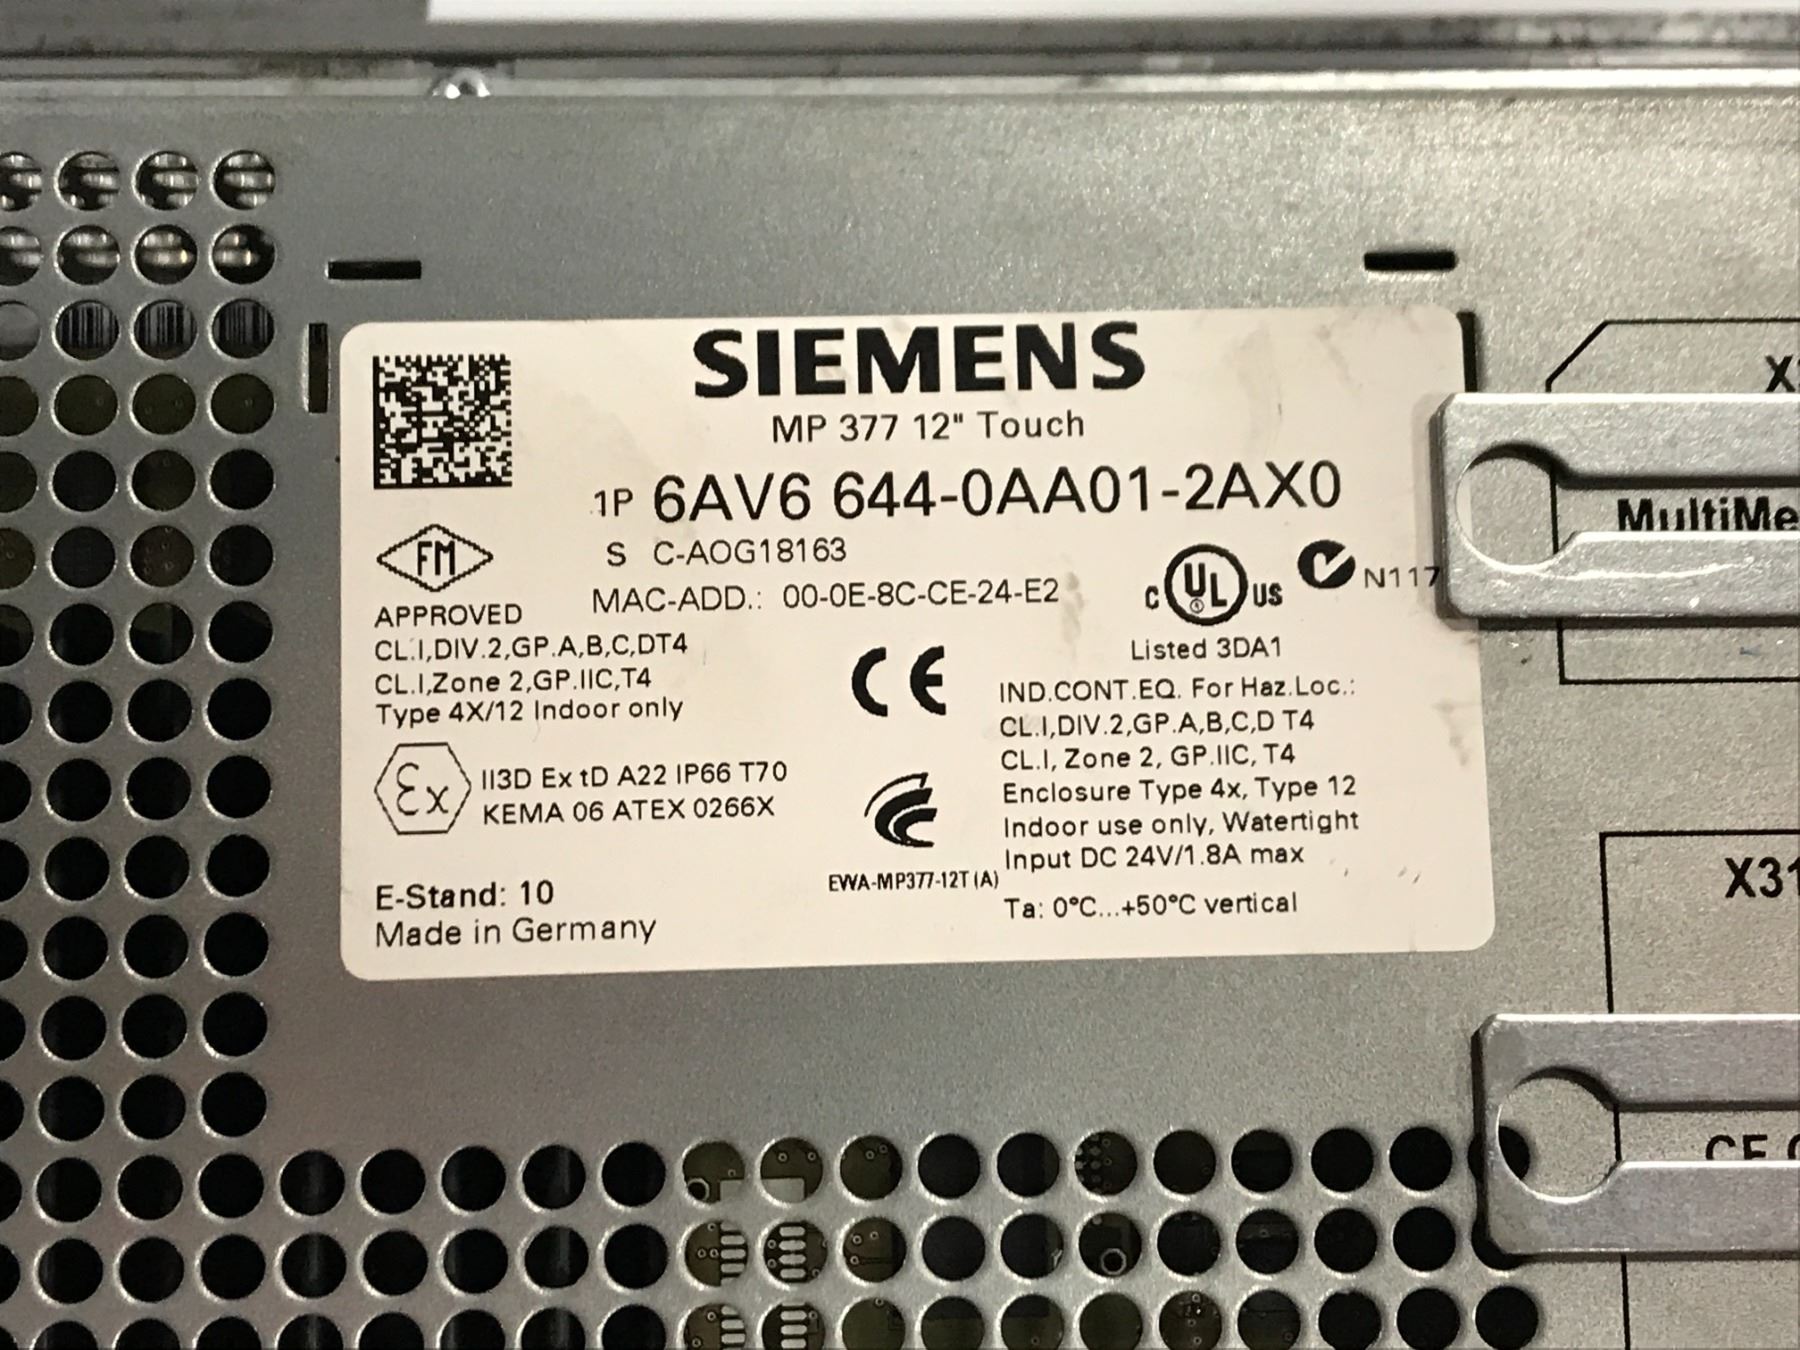 SIEMENS
MP 377 12" Touch
1P 6AV6 644-0AA01-2AX0
S C-AOG18163
MAC-ADD.: 00-0E-8C-CE-24-E2
FM
APPROVED
CL.I,DIV.2,GP.A,B,C,DT4
CL.I,Zone 2,GP.IIC,T4
Type 4X/12 Indoor only
Ex II3D Ex tD A22 IP66 T70
KEMA 06 ATEX 0266X
E-Stand: 10
Made in Germany
CE
EWA-MP377-12T(A)
C UL US N117
Listed 3DA1
IND.CONT.EQ. For Haz.Loc.:
CL.I,DIV.2,GP.A,B,C,D T4
CL.I, Zone 2, GP.IIC, T4
Enclosure Type 4x, Type 12
Indoor use only, Watertight
Input DC 24V/1.8A max
Ta: 0°C...+50°C vertical
MultiMe
X31